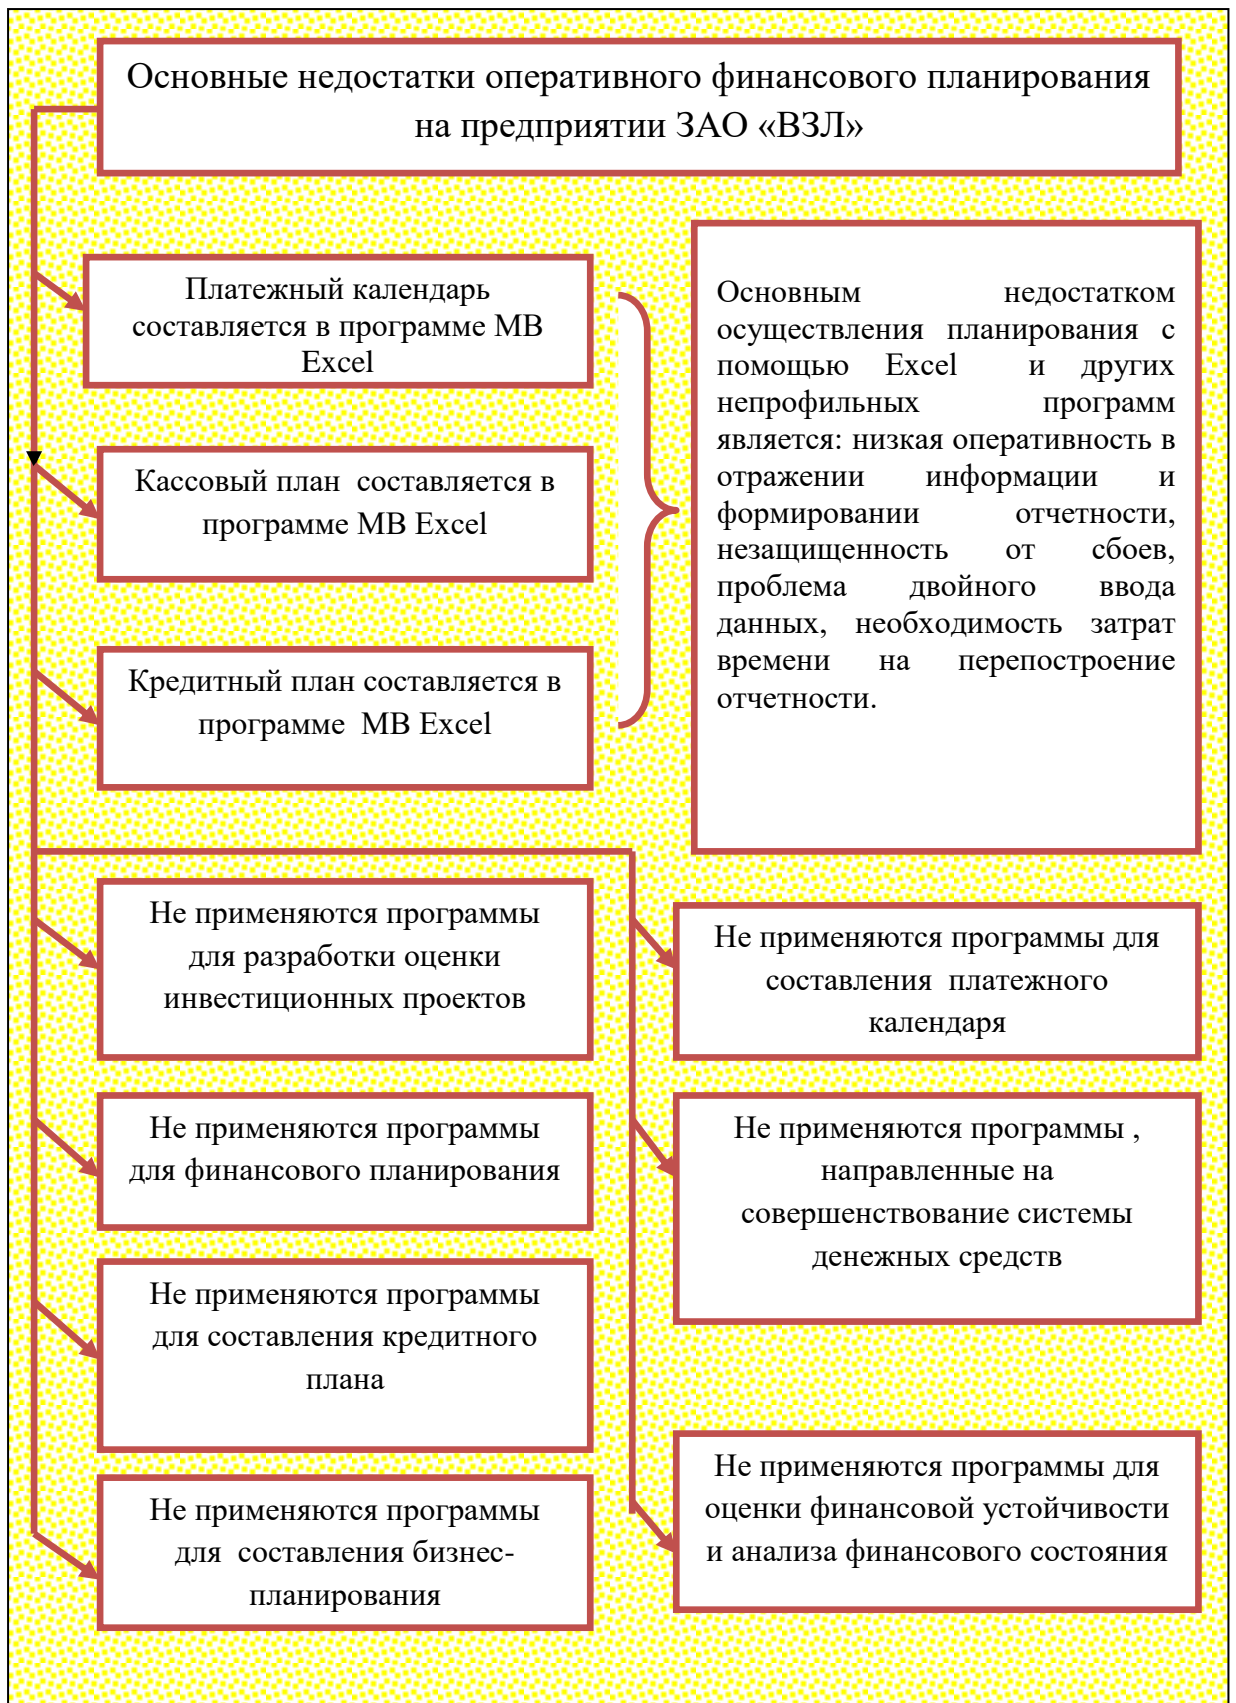 Основные недостатки оперативного финансового планирования
на предприятии ЗАО «ВЗЛ»
Платежный календарь
составляется в программе МВ
Excel
Кассовый план составляется в
программе МВ Excel
Кредитный план составляется в
программе МВ Excel
Основным недостатком
осуществления планирования с
помощью Excel и других
непрофильных программ
является: низкая оперативность в
отражении информации и
формировании отчетности,
незащищенность от сбоев,
проблема двойного ввода
данных, необходимость затрат
времени на перепостроение
отчетности.
Не применяются программы
для разработки оценки
инвестиционных проектов
Не применяются программы
для финансового планирования
Не применяются программы
для составления кредитного
плана
Не применяются программы
для составления бизнес-
планирования
Не применяются программы для
составления платежного
календаря
Не применяются программы ,
направленные на
совершенствование системы
денежных средств
Не применяются программы для
оценки финансовой устойчивости
и анализа финансового состояния